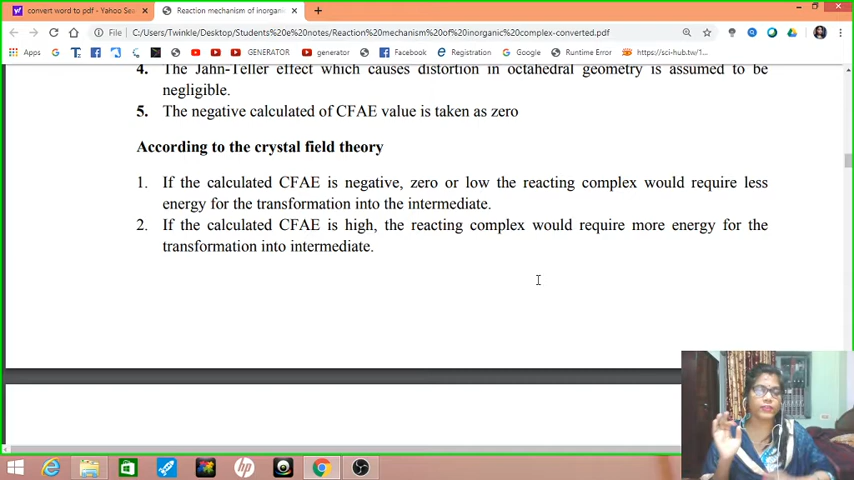 convert word to pdf - Yahoo Sea
Reaction mechanism of inorgani
File
C:/Users/Twinkle/Desktop/Students%20e%20notes/Reaction%20mechanism%20of%20inorganic%20complex-converted.pdf
Apps
GENERATOR
generator
Facebook
Registration
Google
Runtime Error
https://sci-hub.tw/1...
4. The Jahn-Teller effect which causes distortion in octahedral geometry is assumed to be
negligible.
5. The negative calculated of CFAE value is taken as zero
According to the crystal field theory
1. If the calculated CFAE is negative, zero or low the reacting complex would require less
energy for the transformation into the intermediate.
2. If the calculated CFAE is high, the reacting complex would require more energy for the
transformation into intermediate.
hp